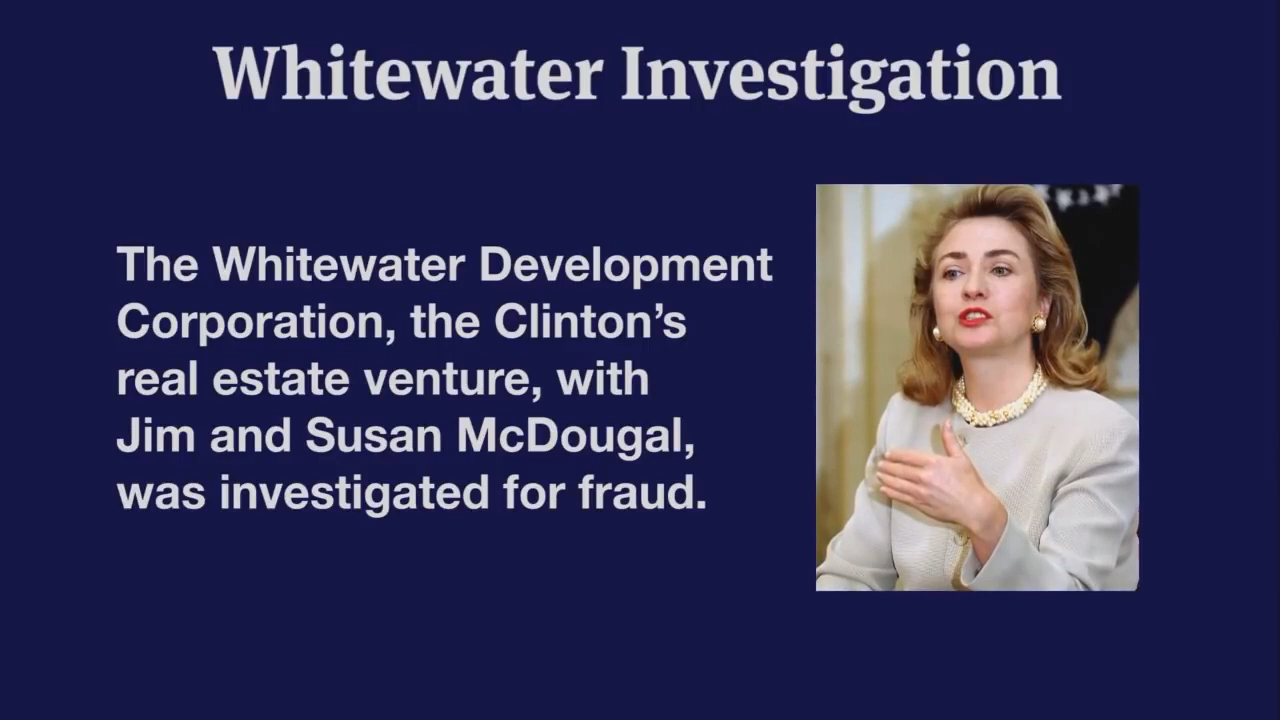 Whitewater Investigation
The Whitewater Development
Corporation, the Clinton’s
real estate venture, with
Jim and Susan McDougal,
was investigated for fraud.